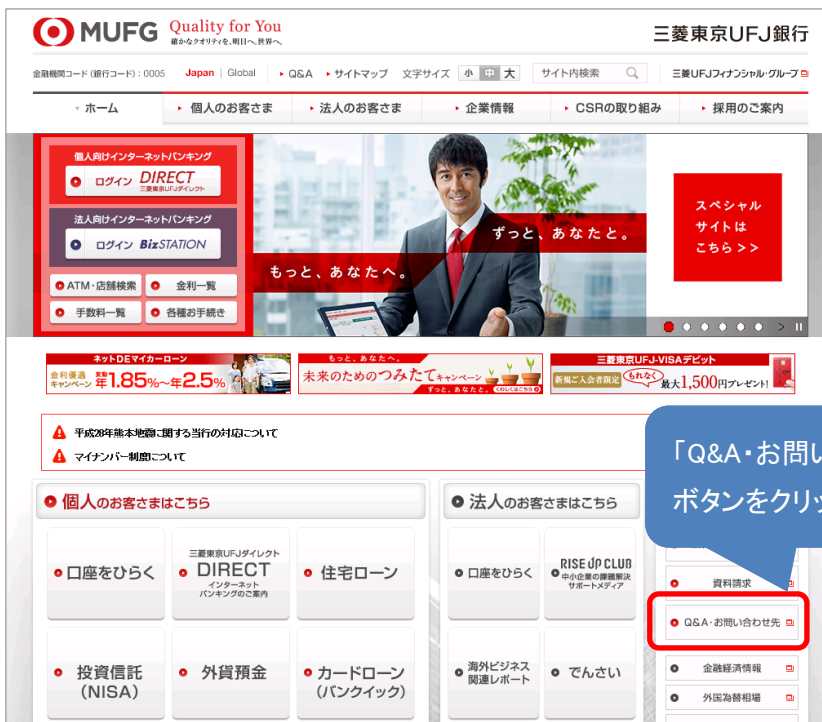 MUFG Quality for You
確かなクオリティを、明日へ。世界へ。
三菱東京UFJ銀行
金融機関コード(銀行コード):0005 Japan | Global Q&A サイトマップ 文字サイズ 小 中 大 サイト内検索 三菱UFJフィナンシャル・グループ
ホーム 個人のお客さま 法人のお客さま 企業情報 CSRの取り組み 採用のご案内
個人向けインターネットバンキング
ログイン DIRECT
三菱東京UFJダイレクト
法人向けインターネットバンキング
ログイン BizSTATION
ATM・店舗検索 金利一覧
手数料一覧 各種お手続き
もっと、あなたへ。
ずっと、あなたと。
スペシャル
サイトは
こちら>>
ネットDEマイカーローン
金利優遇
キャンペーン 変動 年1.85%~年2.5%
もっと、あなたへ。
未来のためのつみたてキャンペーン
ずっと、あなたと。 くわしくはこちら
三菱東京UFJ-VISAデビット
新規ご入会者限定 もれなく 最大1,500円プレゼント!
平成28年熊本地震に関する当行の対応について
マイナンバー制度について
「Q&A・お問い
ボタンをクリッ
個人のお客さまはこちら
口座をひらく
三菱東京UFJダイレクト
DIRECT
インターネット
バンキングのご案内
住宅ローン
投資信託
(NISA)
外貨預金
カードローン
(バンクイック)
法人のお客さまはこちら
口座をひらく
RISE UP CLUB
中小企業の課題解決
サポートメディア
海外ビジネス
関連レポート
でんさい
資料請求
Q&A・お問い合わせ先
金融経済情報
外国為替相場